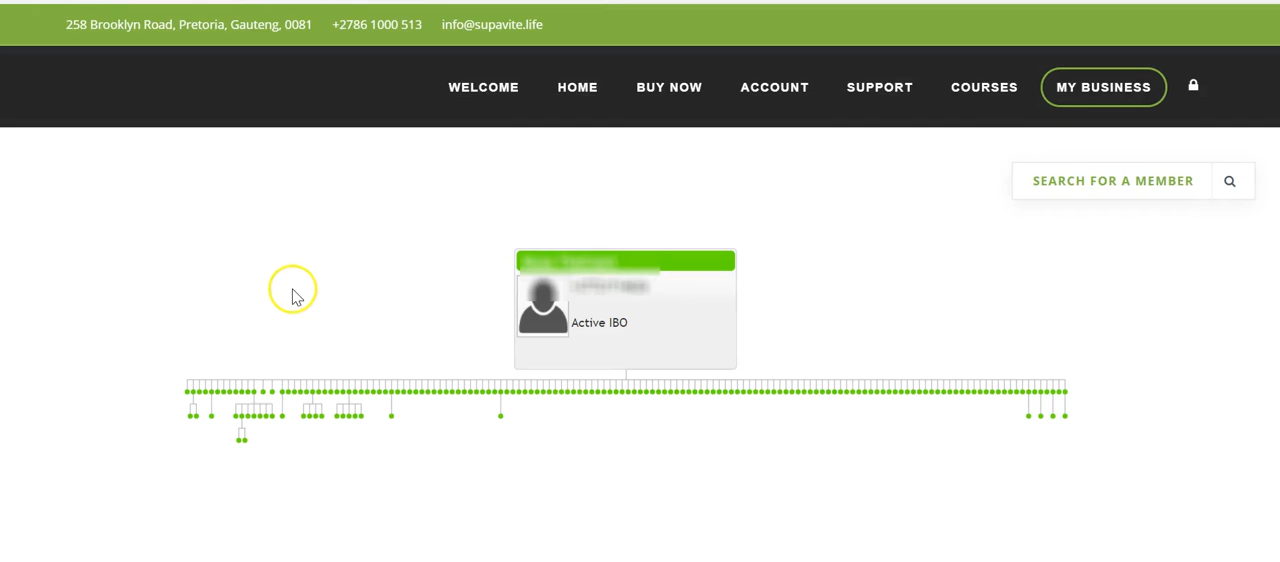 258 Brooklyn Road, Pretoria, Gauteng, 0081 +2786 1000 513 info@supavite.life
WELCOME HOME BUY NOW ACCOUNT SUPPORT COURSES MY BUSINESS
SEARCH FOR A MEMBER
Active IBO